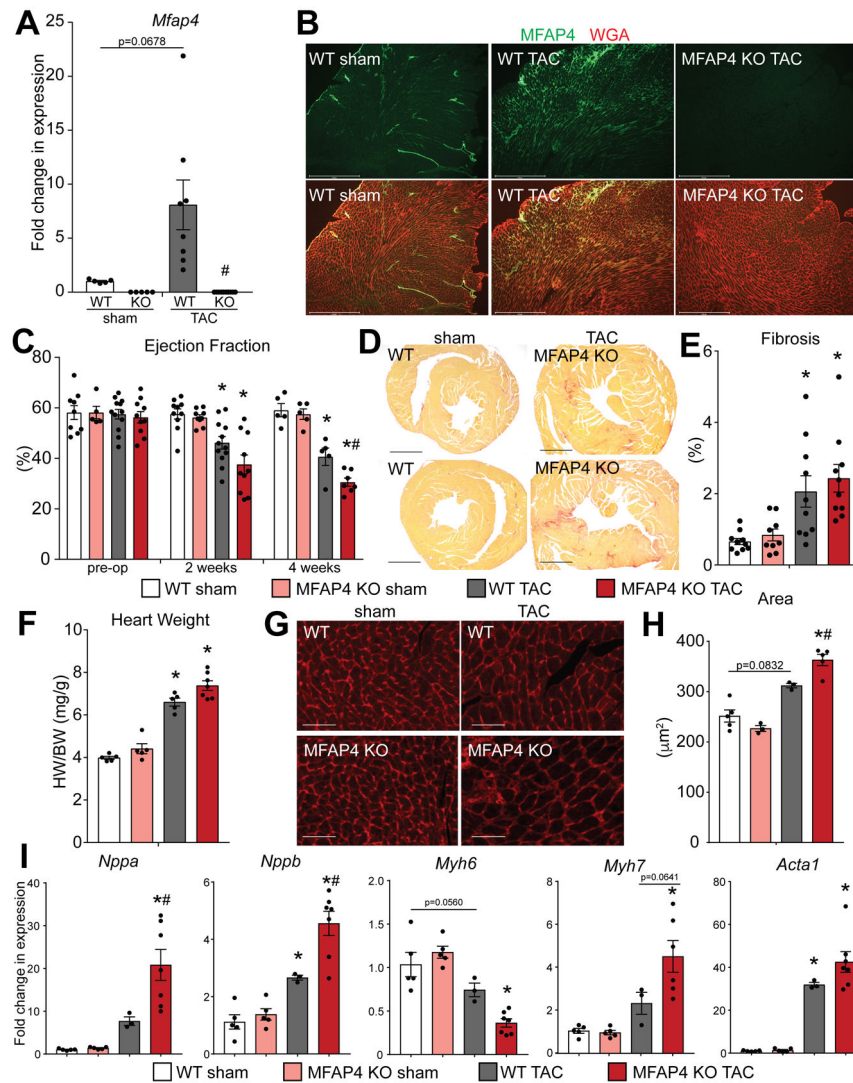 A
Mfap4
Fold change in expression
25
20
15
10
5
0
p=0.0678
#
WT KO WT KO
sham TAC
B
MFAP4 WGA
WT sham
WT TAC
MFAP4 KO TAC
WT sham
WT TAC
MFAP4 KO TAC
C
Ejection Fraction
(%)
80
60
40
20
0
* * * *#
pre-op 2 weeks 4 weeks
D
sham TAC
WT MFAP4 KO
WT MFAP4 KO
E
Fibrosis
(%)
6
4
2
0
* *
WT sham MFAP4 KO sham WT TAC MFAP4 KO TAC
F
Heart Weight
HW/BW (mg/g)
10
8
6
4
2
0
* *
G
sham TAC
WT WT
MFAP4 KO MFAP4 KO
H
Area
(μm²)
400
300
200
100
0
p=0.0832
*#
I
Fold change in expression
Nppa
40
30
20
10
0
*#
Nppb
6
4
2
0
* *#
Myh6
2.0
1.5
1.0
0.5
0.0
p=0.0560
*
Myh7
8
6
4
2
0
p=0.0641
*
Acta1
80
60
40
20
0
* *
WT sham MFAP4 KO sham WT TAC MFAP4 KO TAC